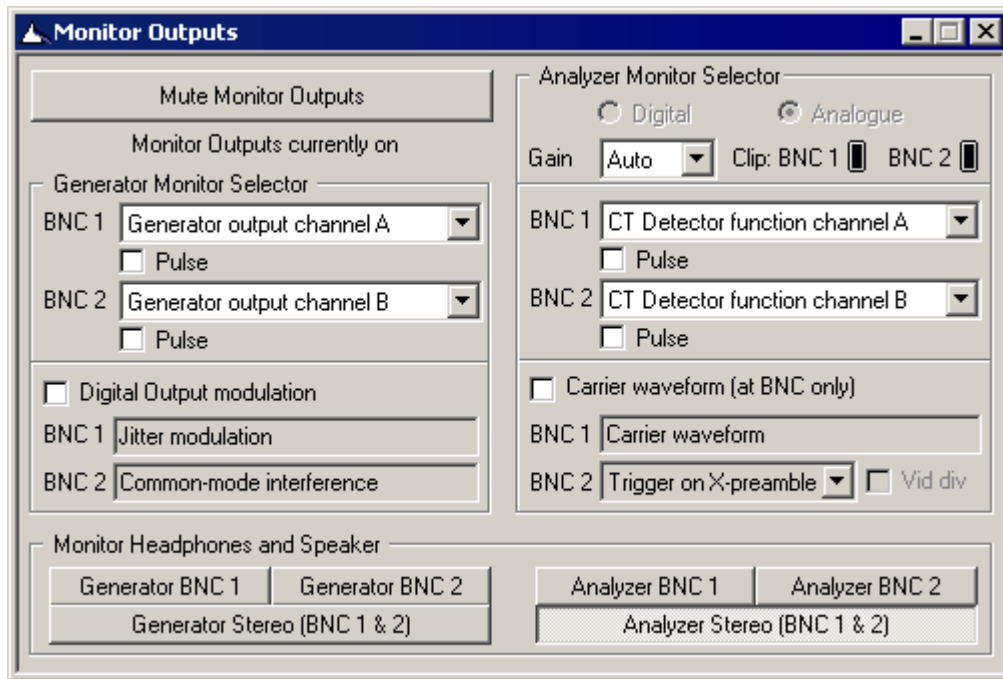 Monitor Outputs
Mute Monitor Outputs
Monitor Outputs currently on
Generator Monitor Selector
BNC 1 Generator output channel A
Pulse
BNC 2 Generator output channel B
Pulse
Digital Output modulation
BNC 1 Jitter modulation
BNC 2 Common-mode interference
Analyzer Monitor Selector
Digital Analogue
Gain Auto Clip: BNC 1 BNC 2
BNC 1 CT Detector function channel A
Pulse
BNC 2 CT Detector function channel B
Pulse
Carrier waveform (at BNC only)
BNC 1 Carrier waveform
BNC 2 Trigger on X-preamble Vid div
Monitor Headphones and Speaker
Generator BNC 1 Generator BNC 2
Generator Stereo (BNC 1 & 2)
Analyzer BNC 1 Analyzer BNC 2
Analyzer Stereo (BNC 1 & 2)